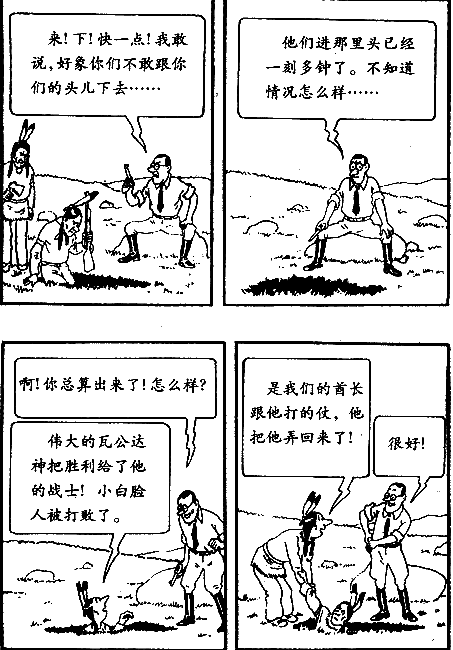 来！下！快一点！我敢
说，好象你们不敢跟你
们的头儿下去……
他们进那里头已经
一刻多钟了。不知道
情况怎么样……
啊！你总算出来了！怎么样？
伟大的瓦公达
神把胜利给了他
的战士！小白脸
人被打败了。
是我们的酋长
跟他打的仗，他
把他弄回来了！
很好！